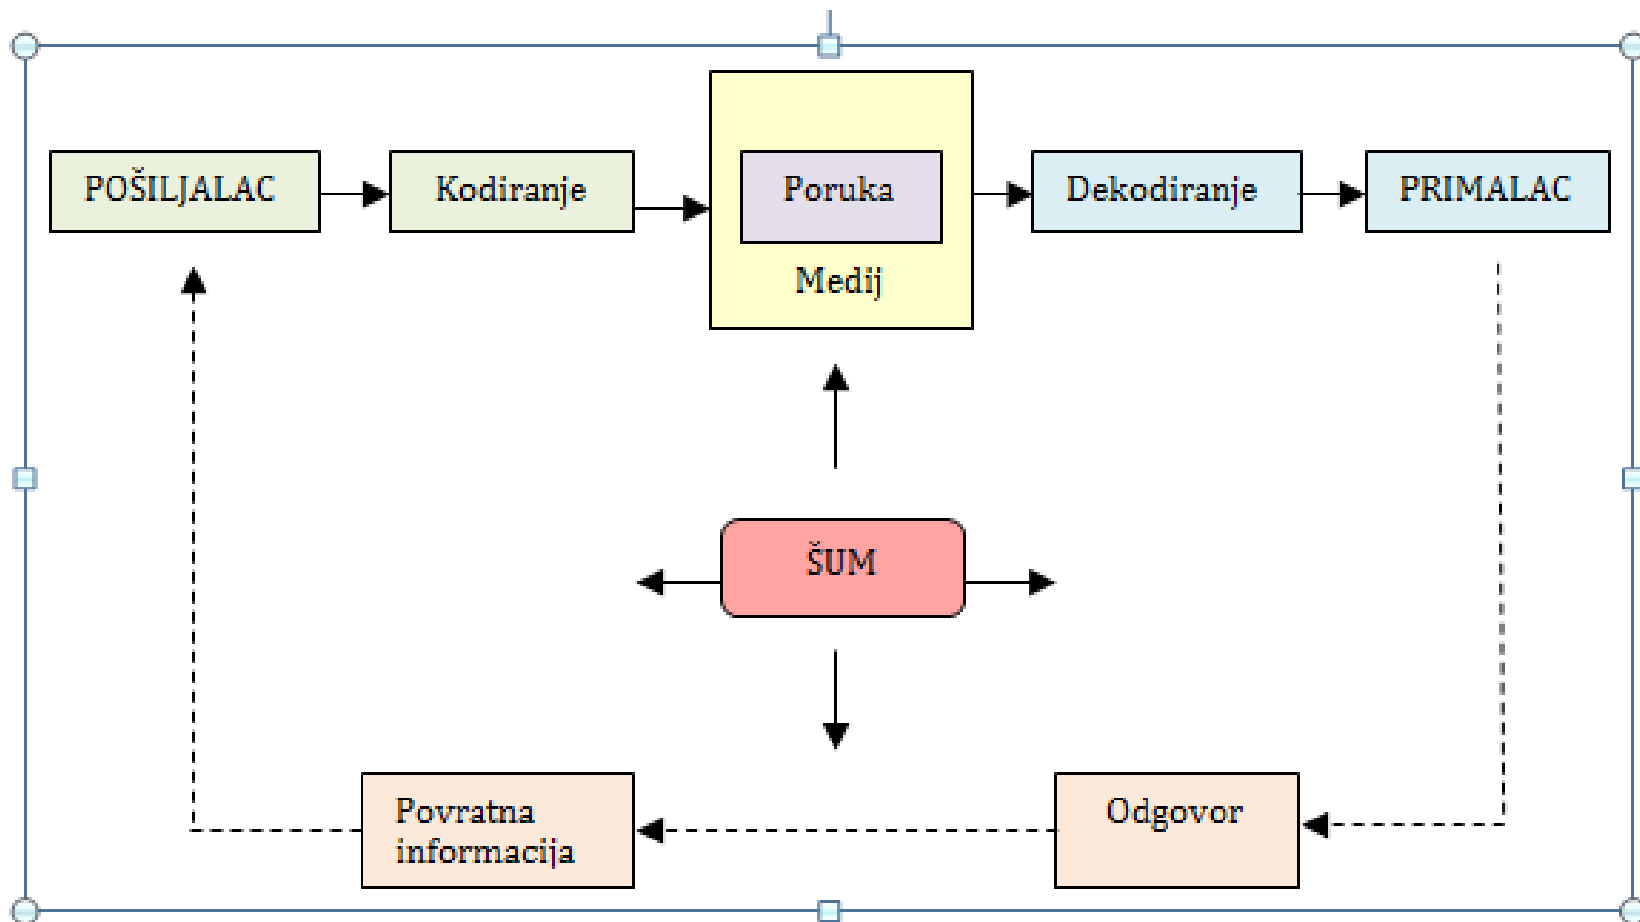 POŠILJALAC
Kodiranje
Poruka
Medij
Dekodiranje
PRIMALAC
ŠUM
Povratna
informacija
Odgovor